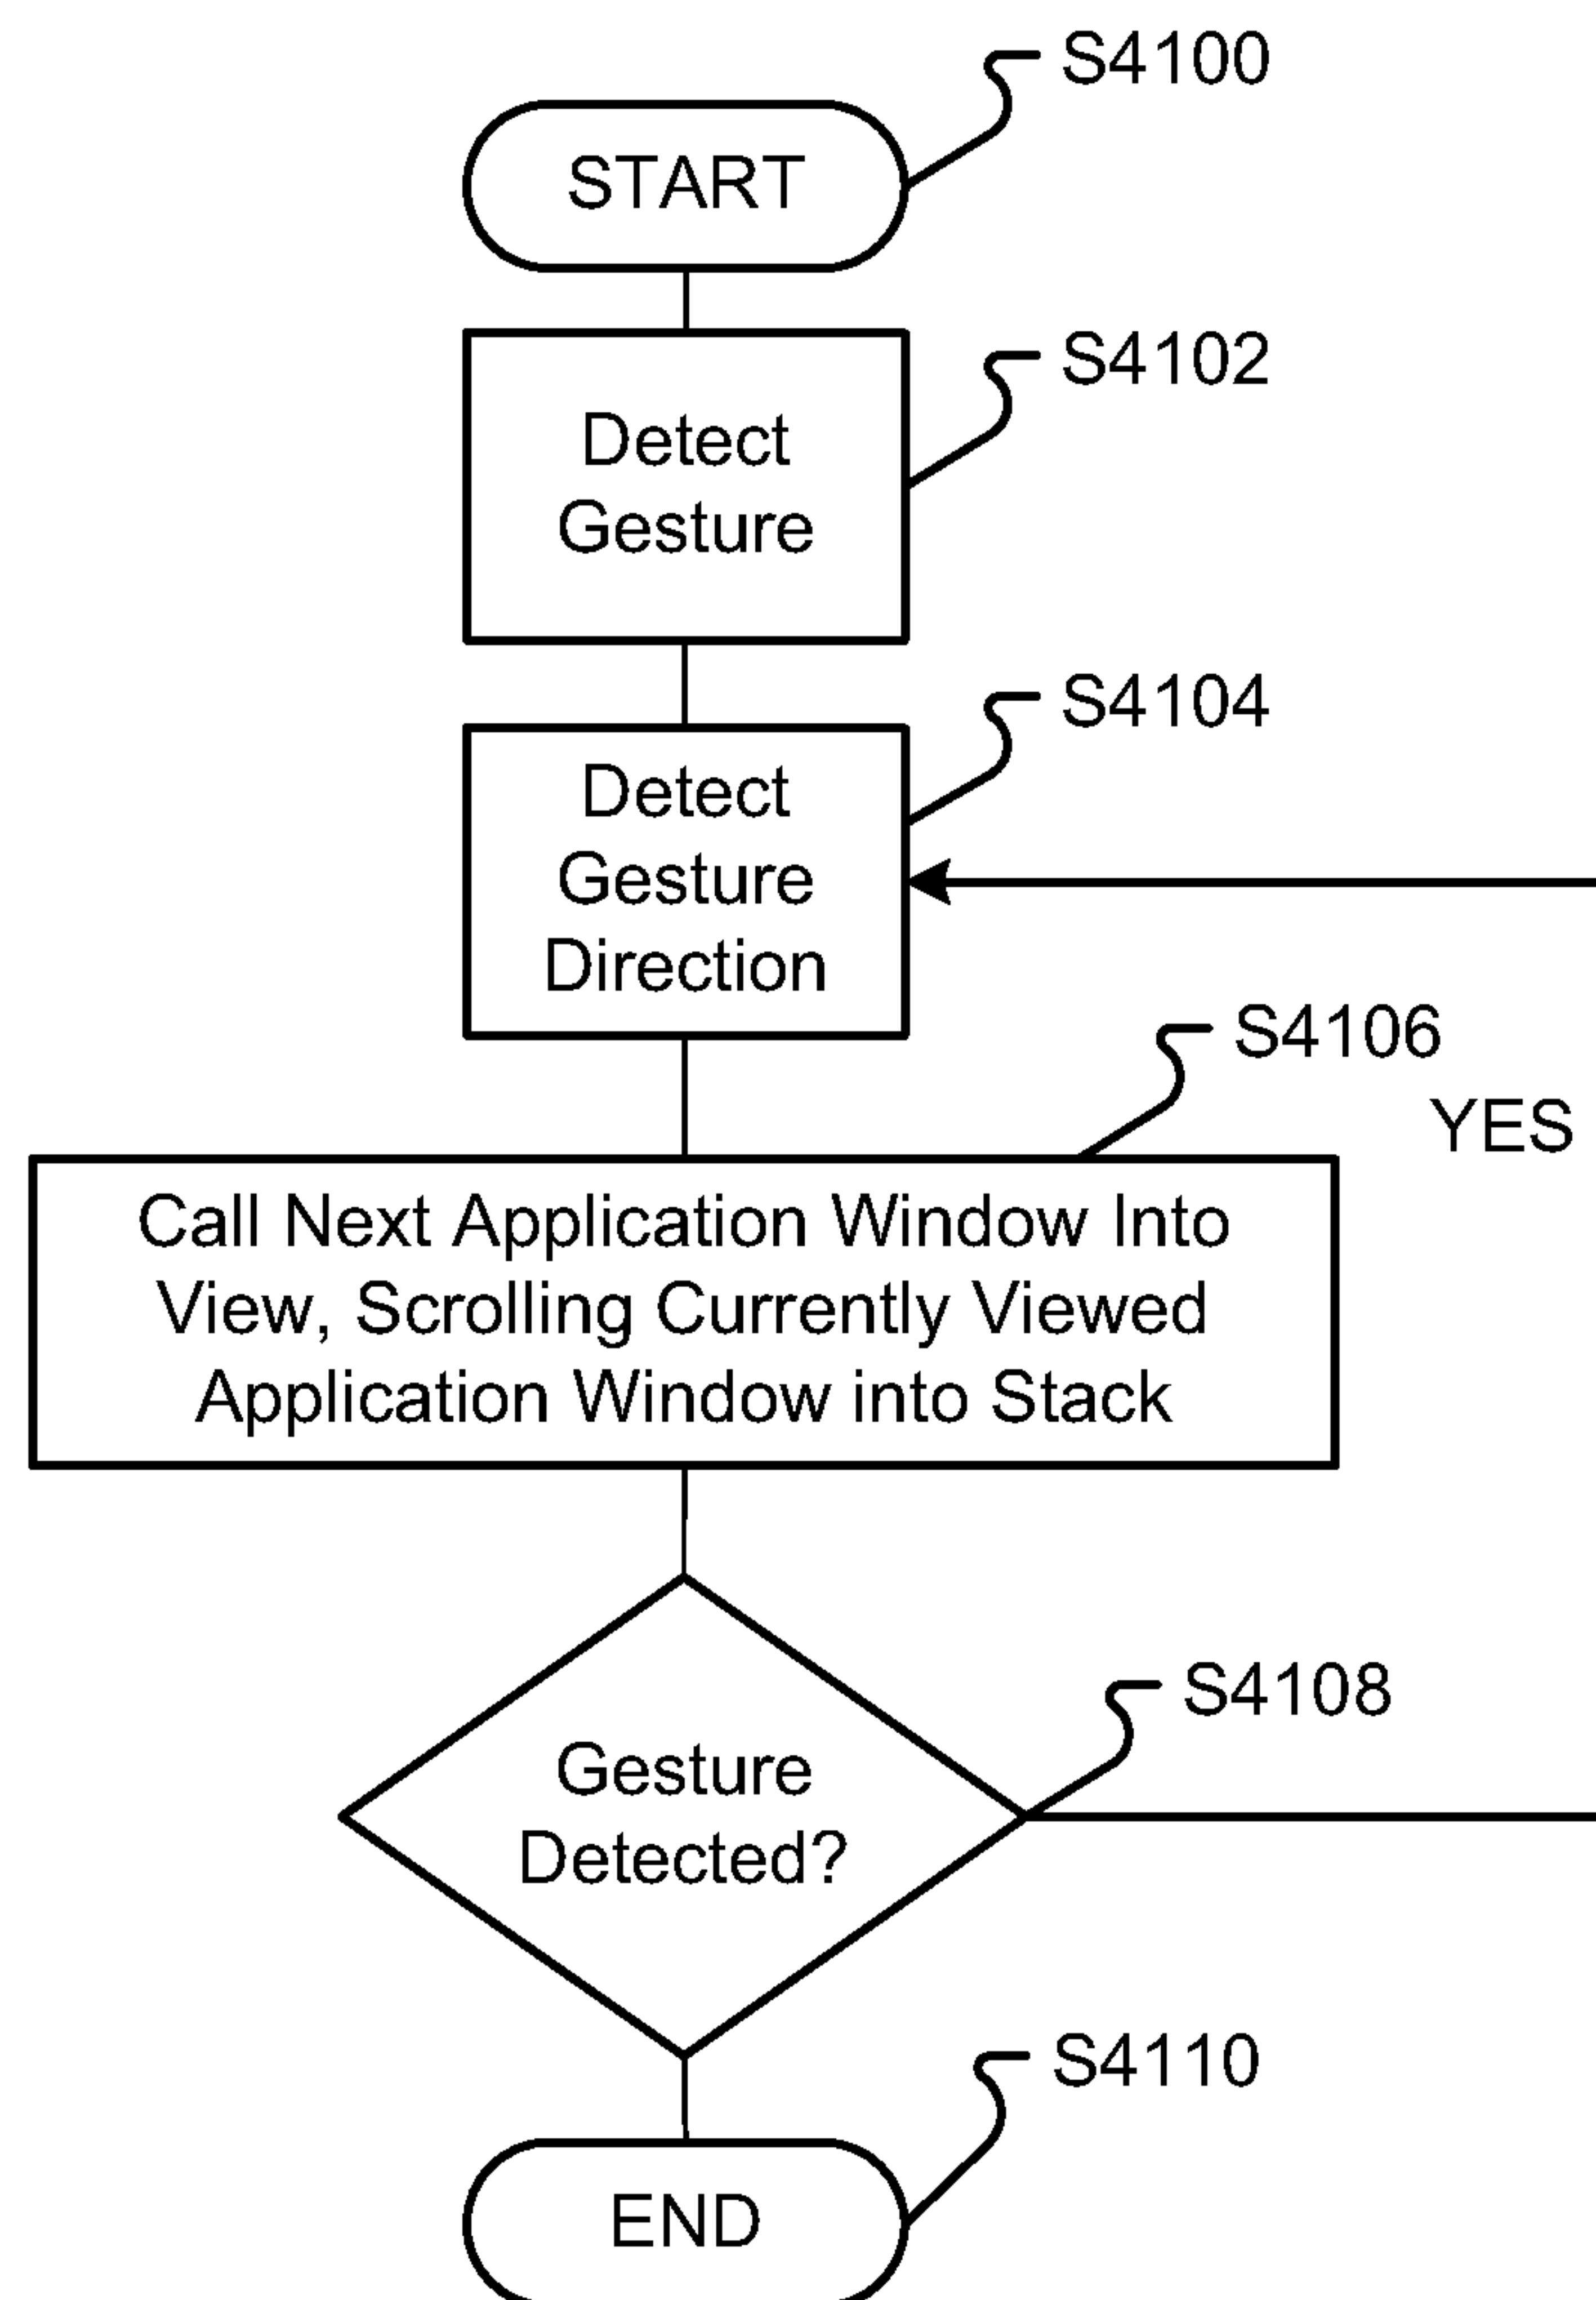 S4100
START
S4102
Detect
Gesture
S4104
Detect
Gesture
Direction
S4106
YES
Call Next Application Window Into
View, Scrolling Currently Viewed
Application Window into Stack
S4108
Gesture
Detected?
S4110
END